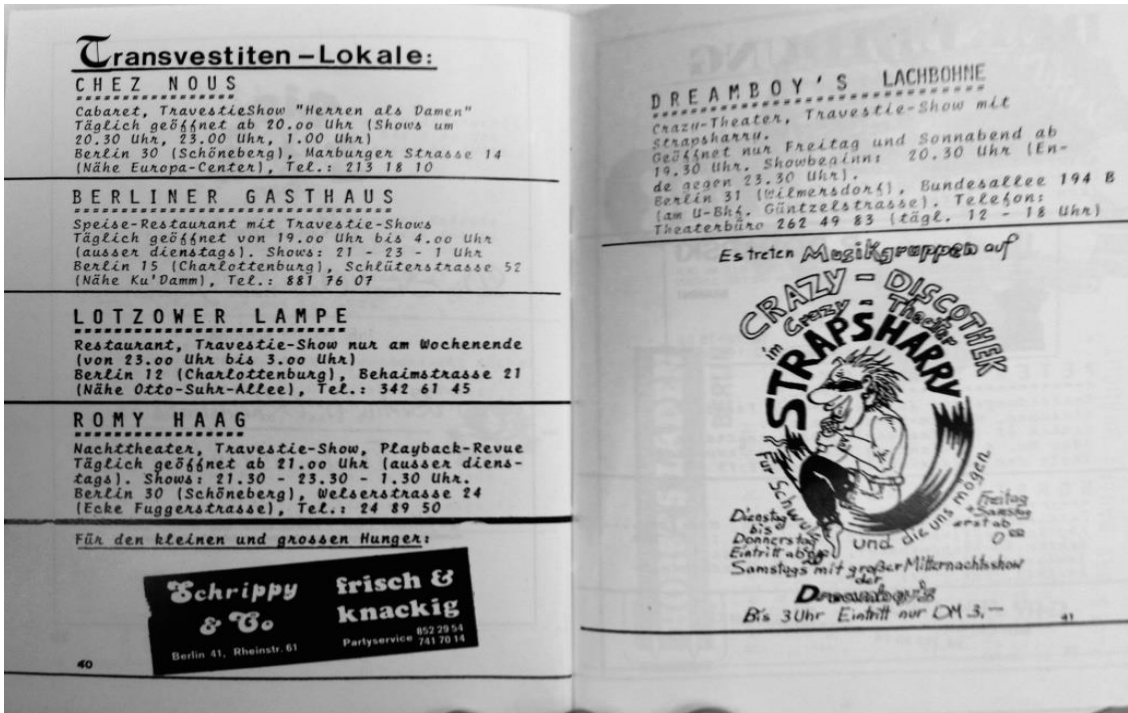 Transvestiten-Lokale:
CHEZ NOUS
Cabaret, TravestieShow "Herren als Damen"
Täglich geöffnet ab 20.oo Uhr (Shows um
20.30 Uhr, 23.00 Uhr, 1.00 Uhr)
Berlin 30 (Schöneberg), Marburger Strasse 14
(Nähe Europa-Center), Tel.: 213 18 10
BERLINER GASTHAUS
Speise-Restaurant mit Travestie-Shows
Täglich geöffnet von 19.oo Uhr bis 4.oo Uhr
(ausser dienstags). Shows: 21 - 23 - 1 Uhr
Berlin 15 (Charlottenburg), Schlüterstrasse 52
(Nähe Ku'Damm), Tel.: 881 76 07
LOTZOWER LAMPE
Restaurant, Travestie-Show nur am Wochenende
(von 23.oo Uhr bis 3.oo Uhr)
Berlin 12 (Charlottenburg), Behaimstrasse 21
(Nähe Otto-Suhr-Allee), Tel.: 342 61 45
ROMY HAAG
Nachttheater, Travestie-Show, Playback-Revue
Täglich geöffnet ab 21.oo Uhr (ausser diens-
tags). Shows: 21.30 - 23.30 - 1.30 Uhr.
Berlin 30 (Schöneberg), Welserstrasse 24
(Ecke Fuggerstrasse), Tel.: 24 89 50
Für den kleinen und grossen Hunger:
Schrippy
& Co
frisch &
knackig
Berlin 41, Rheinstr. 61
Partyservice 852 29 54
741 70 14
40
DREAMBOY'S LACHBOHNE
Crazy-Theater, Travestie-Show mit
Strapsharry.
Geöffnet nur Freitag und Sonnabend ab
19.30 Uhr. Showbeginn: 20.30 Uhr (En-
de gegen 23.30 Uhr).
Berlin 31 (Wilmersdorf), Bundesallee 194 B
(am U-Bhf. Güntzelstrasse). Telefon:
Theaterbüro 262 49 83 (tägl. 12 - 18 Uhr)
Es treten Musikgruppen auf
CRAZY-DISCOTHEK
im Crazy-Theater
STRAPSHARRY
Für Schwule und die uns mögen
Dienstag
bis
Donnerstag
Eintritt ab
Freitag
+ Samstag
erst ab
Samstags mit großer Mitternachtsshow
der
Dreamboy's
Bis 3 Uhr Eintritt nur DM 3,-
41